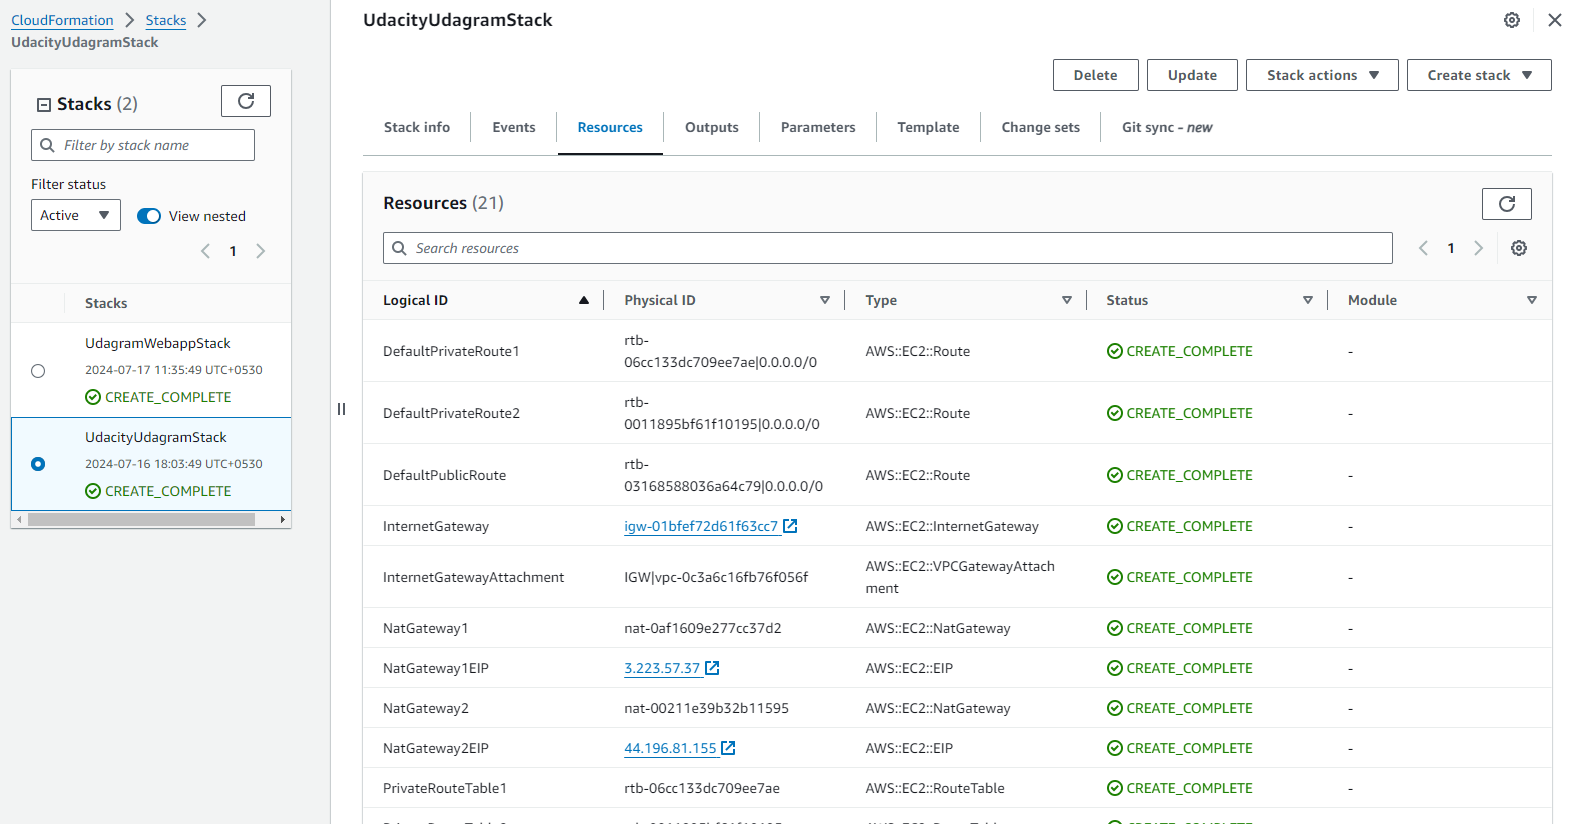 CloudFormation > Stacks >
UdacityUdagramStack
Stacks (2)
Filter by stack name
Filter status
Active
View nested
1
Stacks
UdagramWebappStack
2024-07-17 11:35:49 UTC+0530
CREATE_COMPLETE
UdacityUdagramStack
2024-07-16 18:03:49 UTC+0530
CREATE_COMPLETE
UdacityUdagramStack
Delete Update Stack actions Create stack
Stack info Events Resources Outputs Parameters Template Change sets Git sync - new
Resources (21)
Search resources
1
Logical ID Physical ID Type Status Module
DefaultPrivateRoute1 rtb-
06cc133dc709ee7ae|0.0.0.0/0 AWS::EC2::Route CREATE_COMPLETE -
DefaultPrivateRoute2 rtb-
0011895bf61f10195|0.0.0.0/0 AWS::EC2::Route CREATE_COMPLETE -
DefaultPublicRoute rtb-
03168588036a64c79|0.0.0.0/0 AWS::EC2::Route CREATE_COMPLETE -
InternetGateway igw-01bfef72d61f63cc7 AWS::EC2::InternetGateway CREATE_COMPLETE -
InternetGatewayAttachment IGW|vpc-0c3a6c16fb76f056f AWS::EC2::VPCGatewayAttach
ment CREATE_COMPLETE -
NatGateway1 nat-0af1609e277cc37d2 AWS::EC2::NatGateway CREATE_COMPLETE -
NatGateway1EIP 3.223.57.37 AWS::EC2::EIP CREATE_COMPLETE -
NatGateway2 nat-00211e39b32b11595 AWS::EC2::NatGateway CREATE_COMPLETE -
NatGateway2EIP 44.196.81.155 AWS::EC2::EIP CREATE_COMPLETE -
PrivateRouteTable1 rtb-06cc133dc709ee7ae AWS::EC2::RouteTable CREATE_COMPLETE -